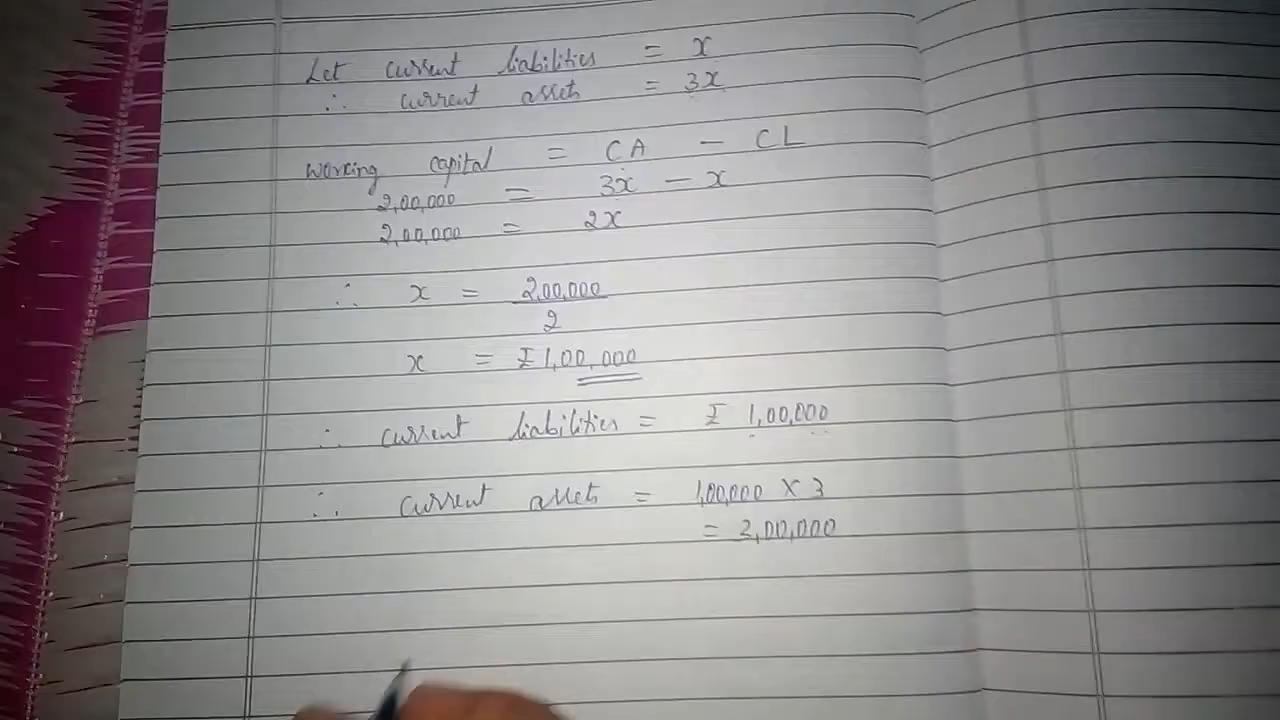 Let current liabilities = x
∴ current assets = 3x
Working capital = CA - CL
2,00,000 = 3x - x
2,00,000 = 2x
∴ x = 2,00,000
2
x = ₹1,00,000
∴ current liabilities = ₹ 1,00,000
∴ current assets = 1,00,000 × 3
= 3,00,000